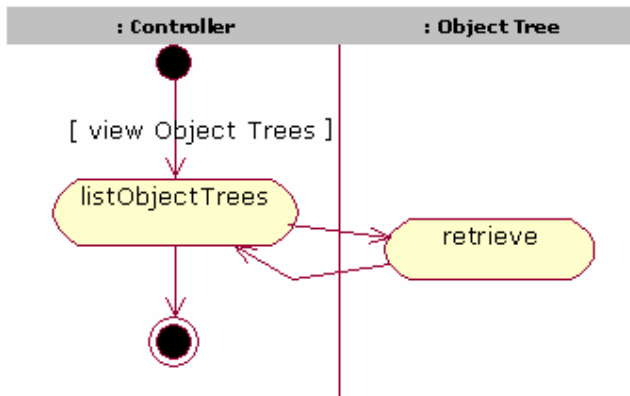 : Controller
: Object Tree
[ view Object Trees ]
listObjectTrees
retrieve